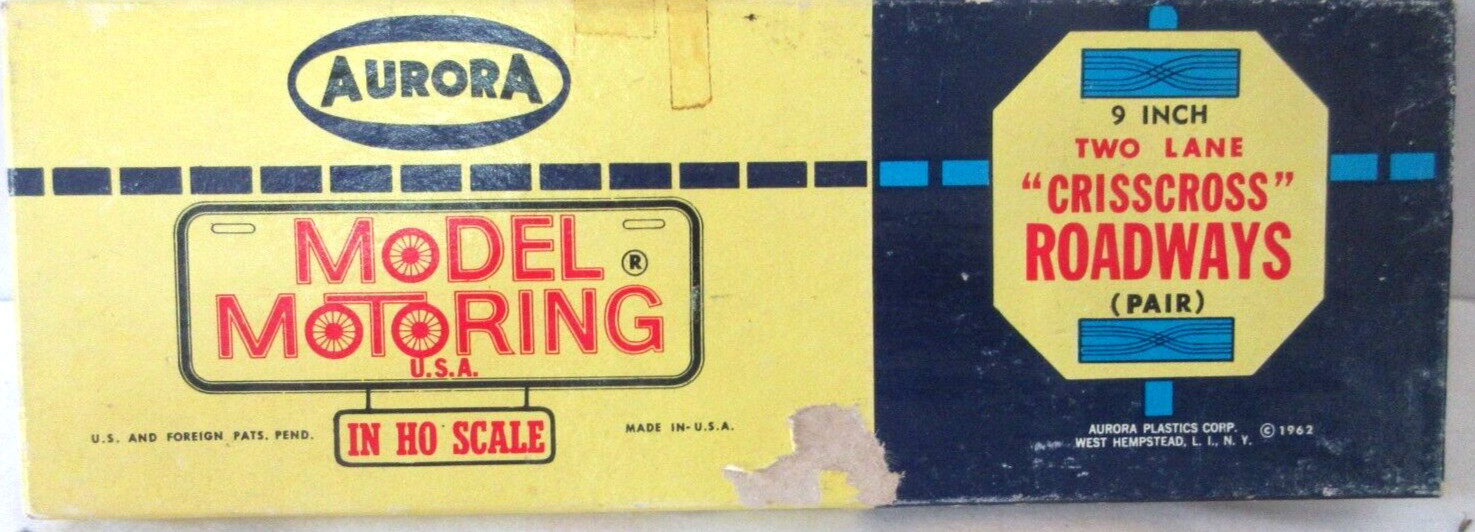 AURORA
MODEL ®
MOTORING
U.S.A.
IN HO SCALE
U.S. AND FOREIGN PATS. PEND.
MADE IN-U.S.A.
9 INCH
TWO LANE
“CRISSCROSS”
ROADWAYS
(PAIR)
AURORA PLASTICS CORP. © 1962
WEST HEMPSTEAD, L. I., N. Y.